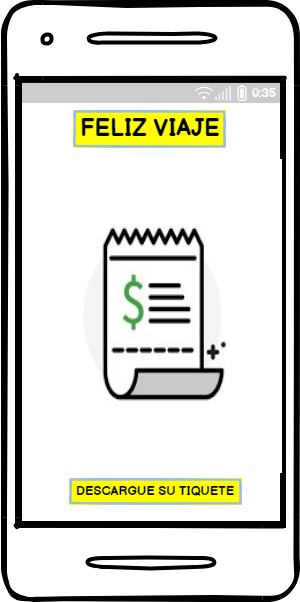 0:35
FELIZ VIAJE
$
DESCARGUE SU TIQUETE